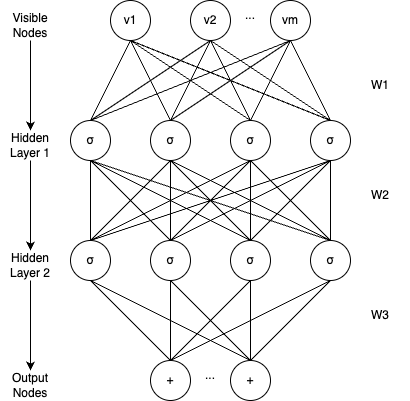 Visible
Nodes
v1
v2
...
vm
W1
Hidden
Layer 1
σ
σ
σ
σ
W2
Hidden
Layer 2
σ
σ
σ
σ
W3
Output
Nodes
+
...
+